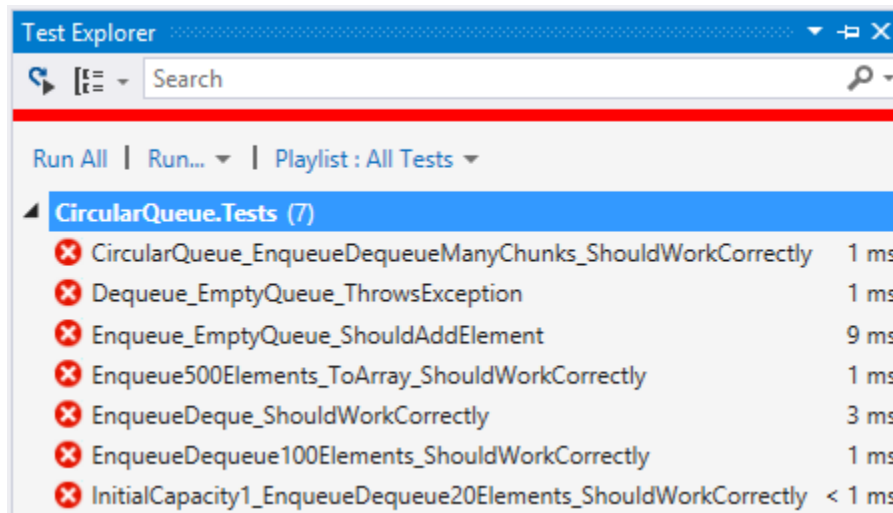 Test Explorer
Search
Run All | Run... | Playlist : All Tests
CircularQueue.Tests (7)
CircularQueue_EnqueueDequeueManyChunks_ShouldWorkCorrectly 1 ms
Dequeue_EmptyQueue_ThrowsException 1 ms
Enqueue_EmptyQueue_ShouldAddElement 9 ms
Enqueue500Elements_ToArray_ShouldWorkCorrectly 1 ms
EnqueueDeque_ShouldWorkCorrectly 3 ms
EnqueueDequeue100Elements_ShouldWorkCorrectly 1 ms
InitialCapacity1_EnqueueDequeue20Elements_ShouldWorkCorrectly < 1 ms